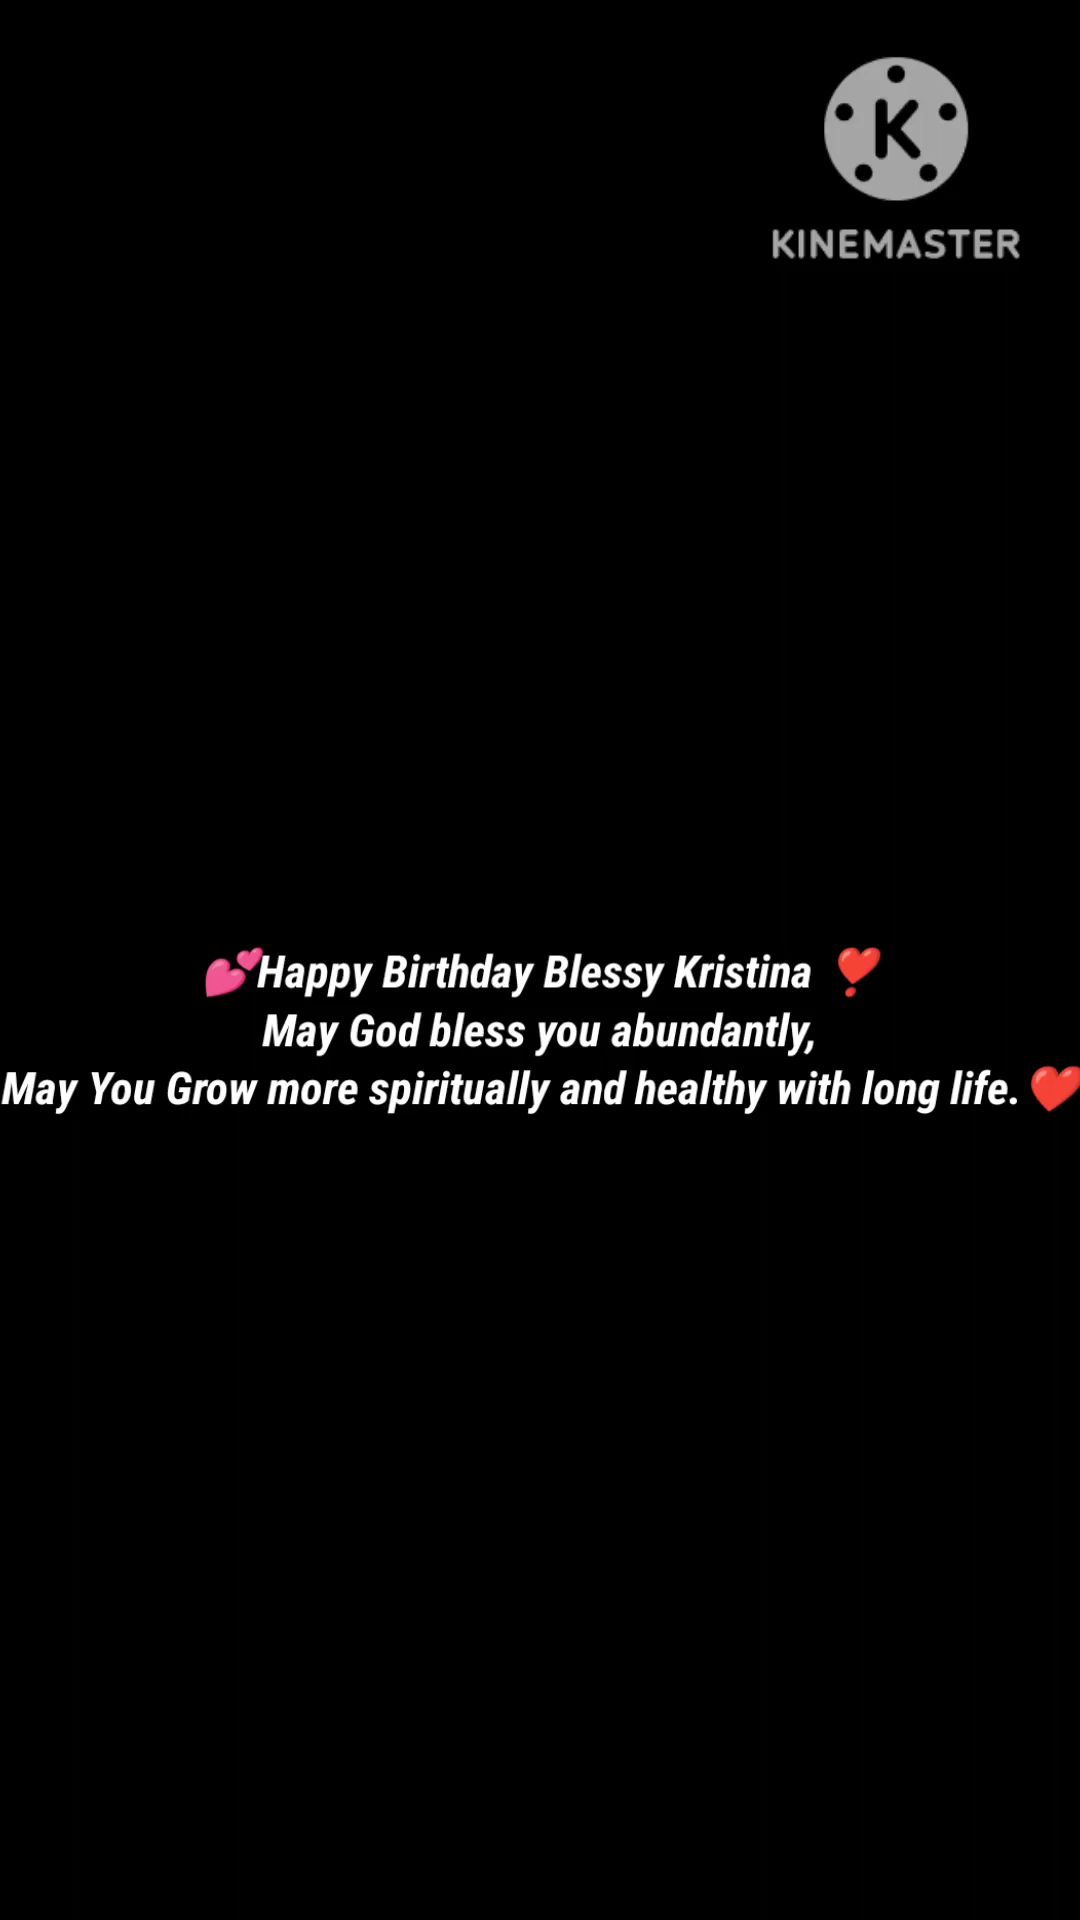 K
KINEMASTER
💕Happy Birthday Blessy Kristina ❣️
May God bless you abundantly,
May You Grow more spiritually and healthy with long life. ❤️